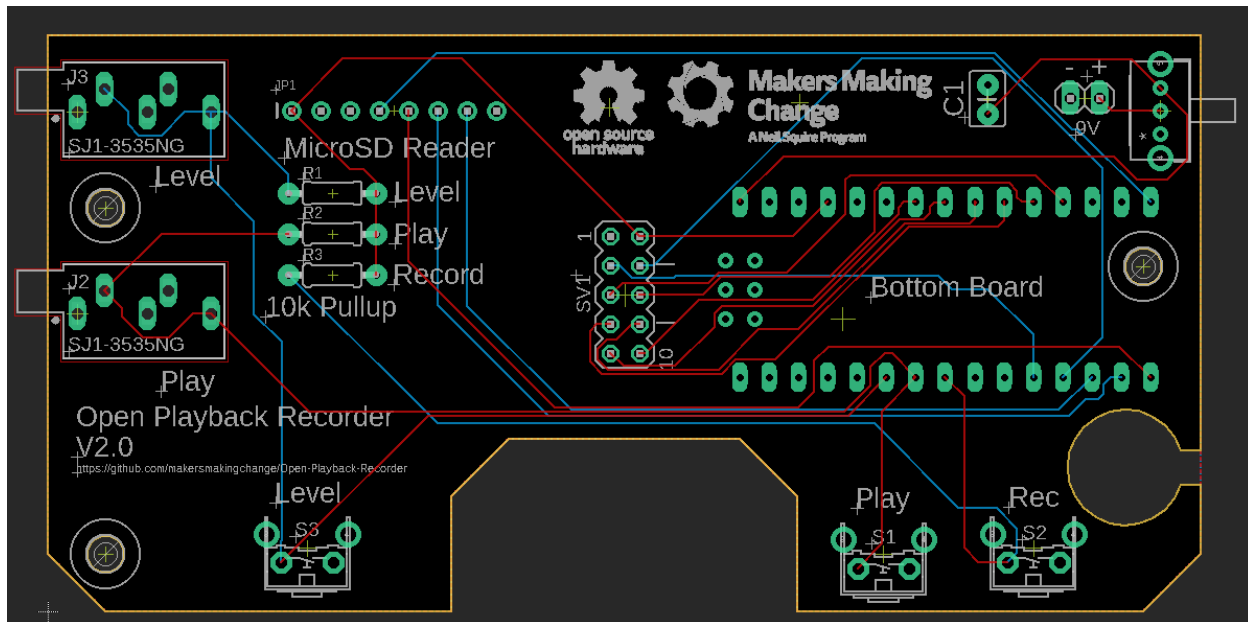 J3
SJ1-3535NG
Level
JP1
MicroSD Reader
R1
Level
R2
Play
R3
Record
10k Pullup
open source
hardware
Makers Making
Change
A Neil Squire Program
C1
- +
9V
*
1
SV1
10
Bottom Board
J2
SJ1-3535NG
Play
Open Playback Recorder
V2.0
https://github.com/makersmakingchange/Open-Playback-Recorder
Level
S3
Play
S1
Rec
S2